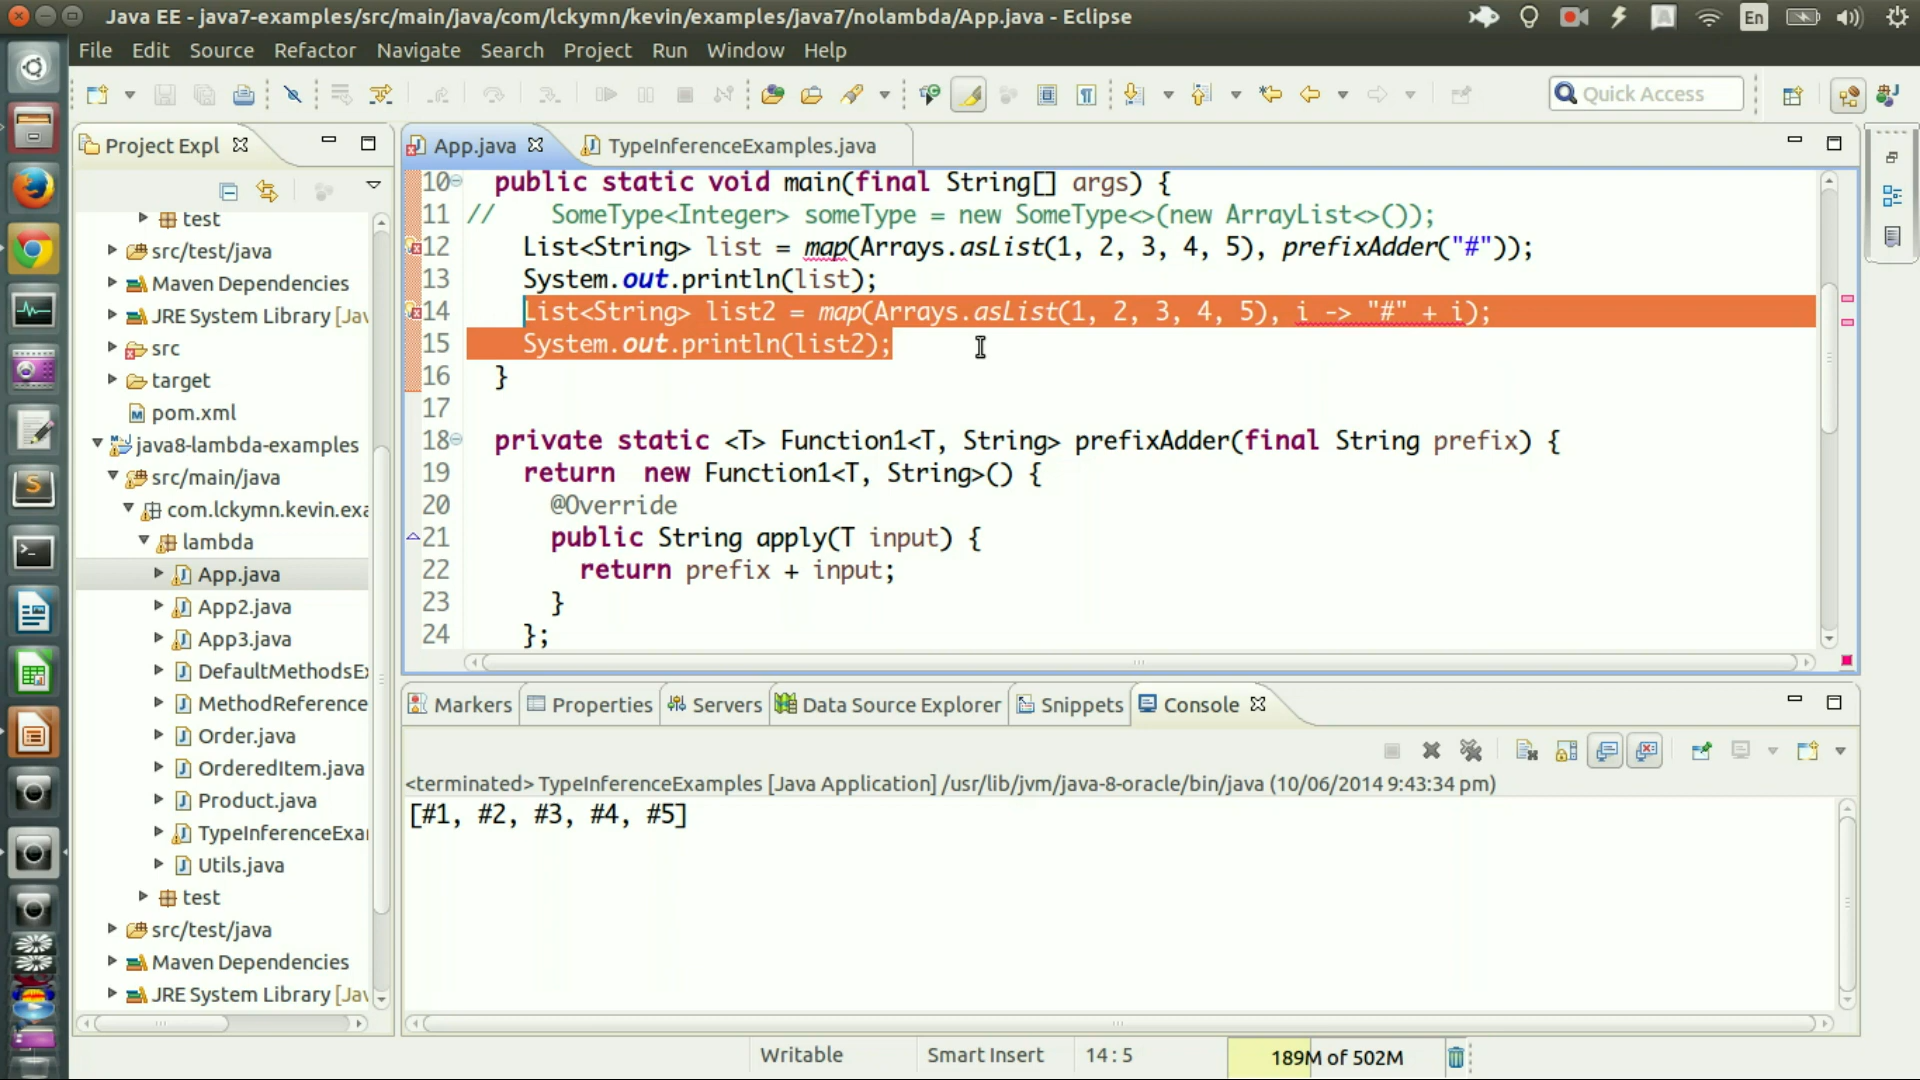 Java EE - java7-examples/src/main/java/com/lckymn/kevin/examples/java7/nolambda/App.java - Eclipse
En
File Edit Source Refactor Navigate Search Project Run Window Help
Quick Access
Project Expl
App.java
TypeInferenceExamples.java
test
src/test/java
Maven Dependencies
JRE System Library [Jav
src
target
pom.xml
java8-lambda-examples
src/main/java
com.lckymn.kevin.exa
lambda
App.java
App2.java
App3.java
DefaultMethodsEx
MethodReference
Order.java
OrderedItem.java
Product.java
TypeInferenceExar
Utils.java
test
src/test/java
Maven Dependencies
JRE System Library [Jav
10 public static void main(final String[] args) {
11 // SomeType<Integer> someType = new SomeType<>(new ArrayList<>());
12 List<String> list = map(Arrays.asList(1, 2, 3, 4, 5), prefixAdder("#"));
13 System.out.println(list);
14 List<String> list2 = map(Arrays.asList(1, 2, 3, 4, 5), i -> "#" + i);
15 System.out.println(list2);
16 }
17
18 private static <T> Function1<T, String> prefixAdder(final String prefix) {
19 return new Function1<T, String>() {
20 @Override
21 public String apply(T input) {
22 return prefix + input;
23 }
24 };
Markers Properties Servers Data Source Explorer Snippets Console
<terminated> TypeInferenceExamples [Java Application] /usr/lib/jvm/java-8-oracle/bin/java (10/06/2014 9:43:34 pm)
[#1, #2, #3, #4, #5]
Writable Smart Insert 14 : 5 189M of 502M